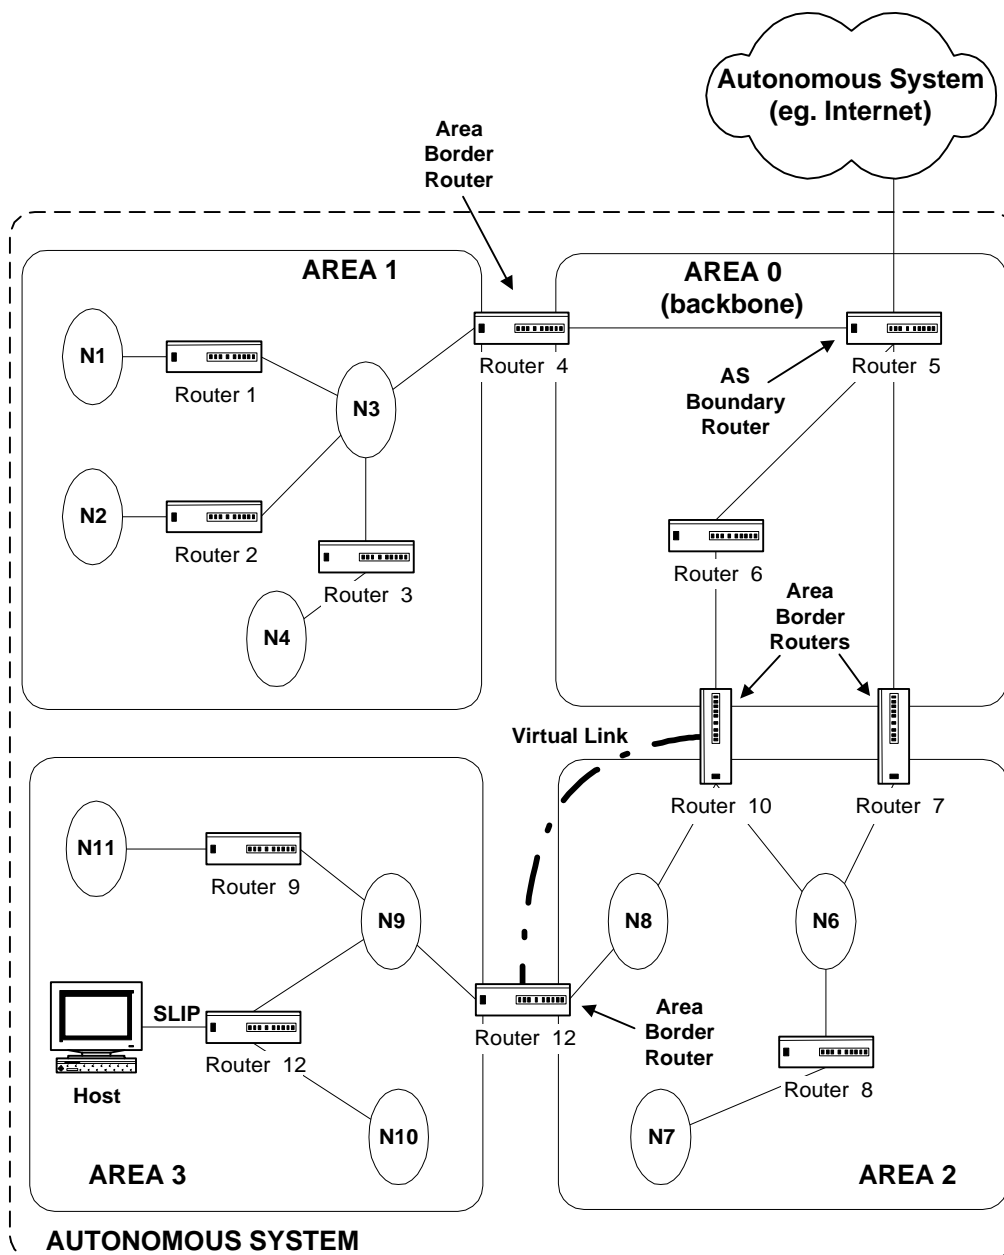 Autonomous System
(eg. Internet)
Area
Border
Router
AREA 1
AREA 0
(backbone)
N1
Router 1
N3
Router 4
Router 5
AS
Boundary
Router
N2
Router 2
Router 3
Router 6
N4
Area
Border
Routers
Virtual Link
Router 10
Router 7
N11
Router 9
N9
N8
N6
SLIP
Router 12
Host
Router 12
Area
Border
Router
Router 8
N10
N7
AREA 3
AREA 2
AUTONOMOUS SYSTEM